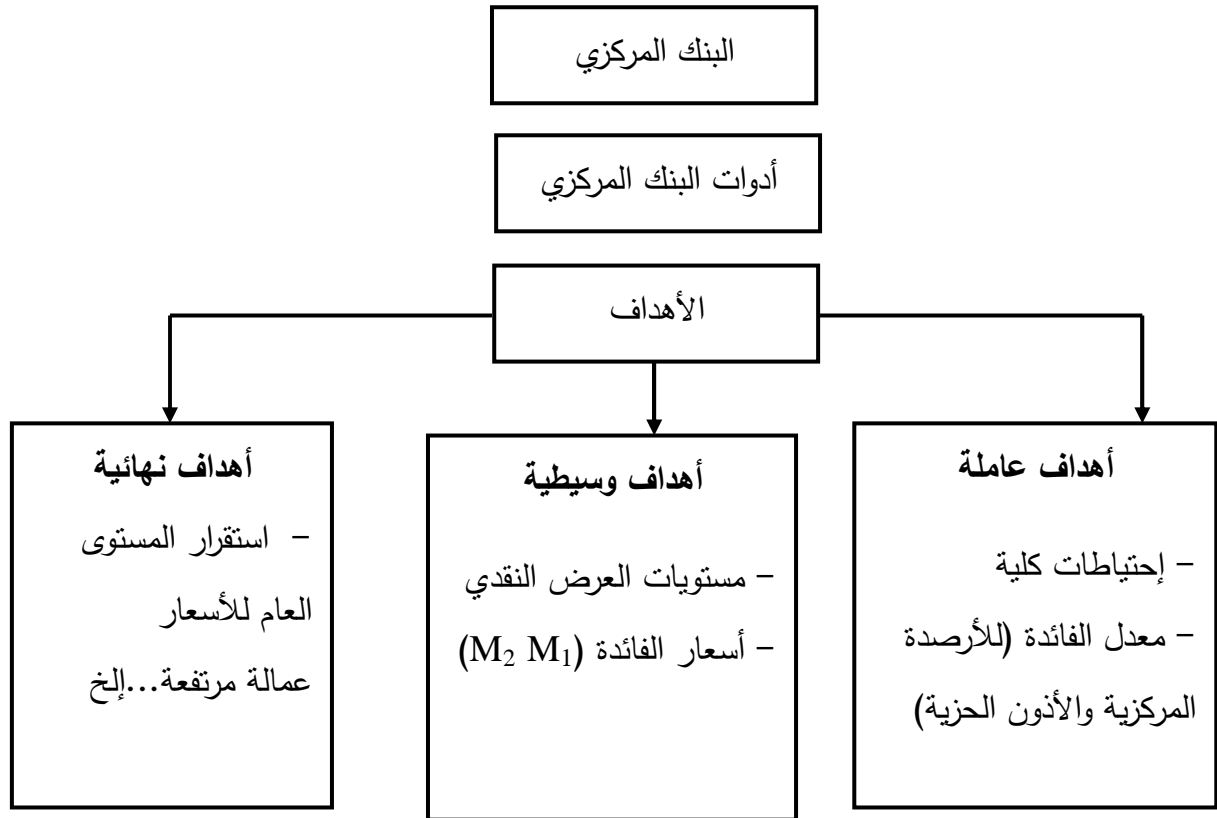 البنك المركزي
أدوات البنك المركزي
الأهداف
أهداف عاملة
– إحتياطات كلية
– معدل الفائدة (للأرصدة
المركزية والأذون الحزية)
أهداف وسيطية
– مستويات العرض النقدي
– أسعار الفائدة (M₂ M₁)
أهداف نهائية
– استقرار المستوى
العام للأسعار
عمالة مرتفعة...إلخ